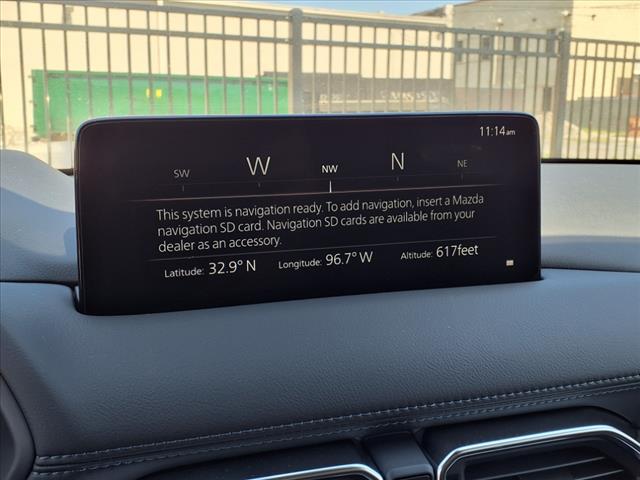 11:14am
SW W NW N NE
This system is navigation ready. To add navigation, insert a Mazda
navigation SD card. Navigation SD cards are available from your
dealer as an accessory.
Latitude: 32.9° N Longitude: 96.7° W Altitude: 617feet